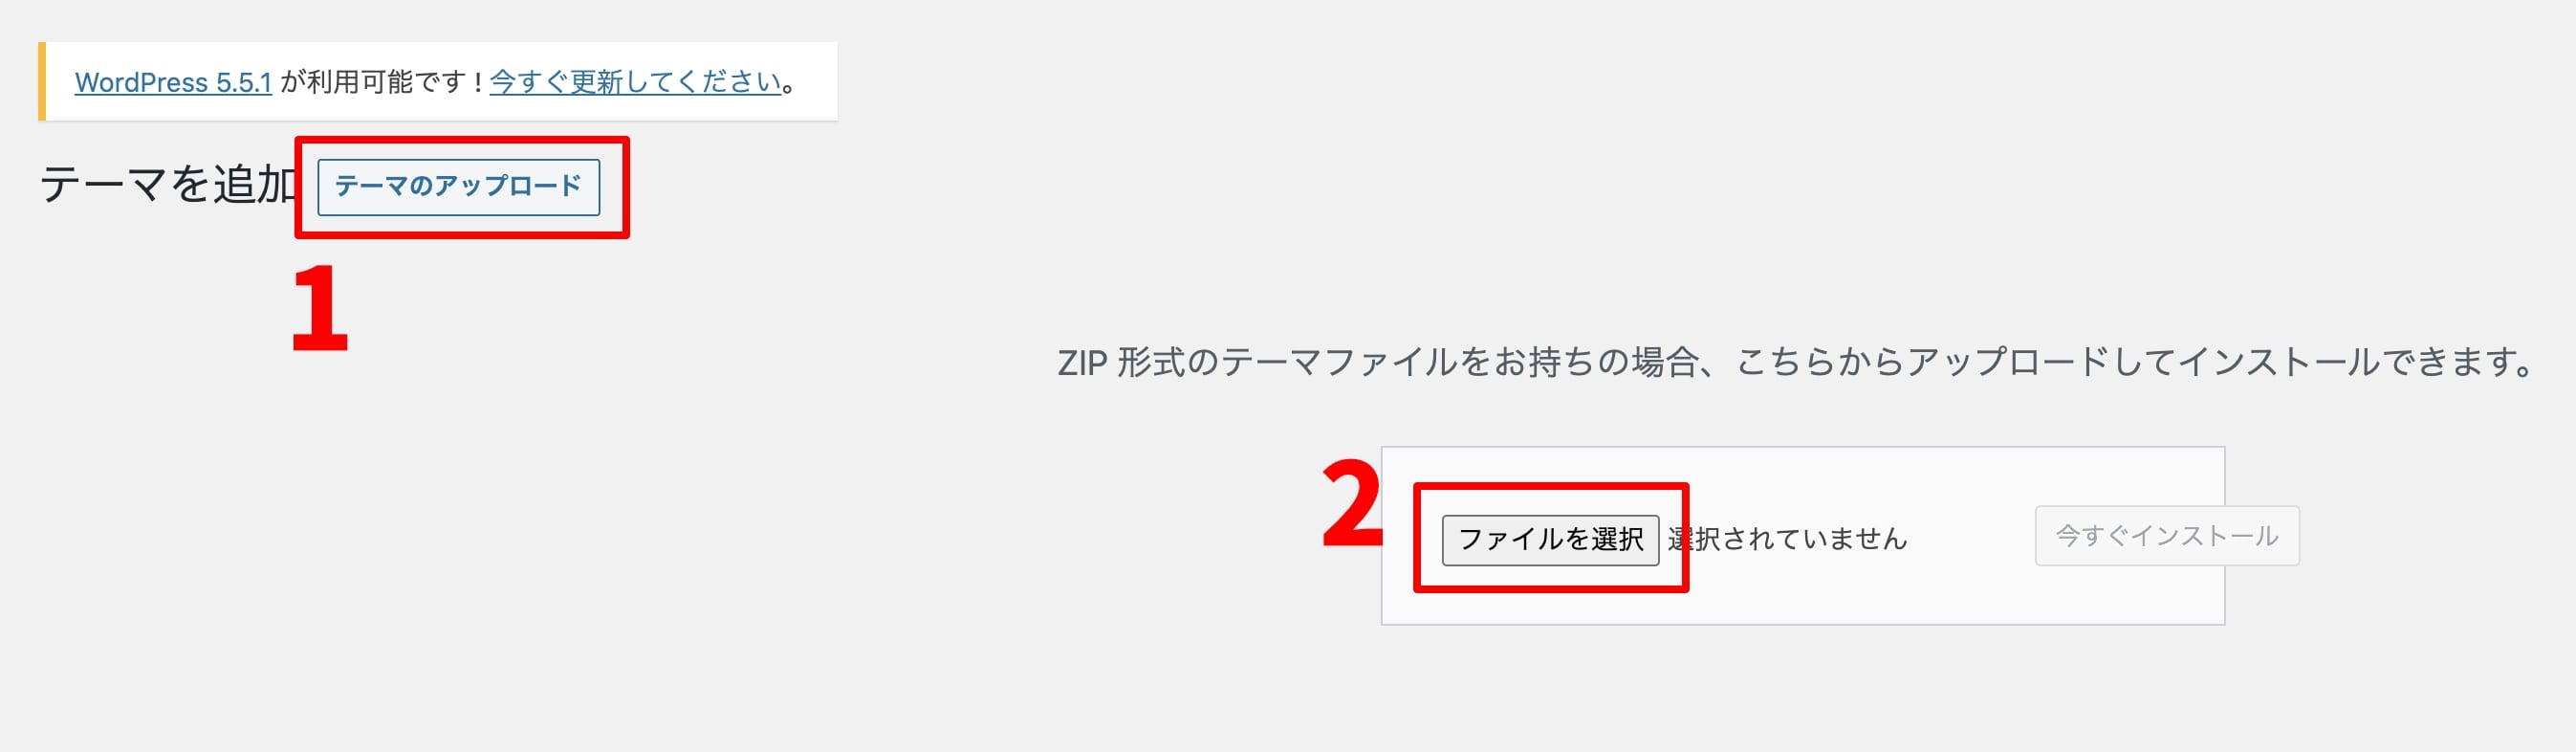 WordPress 5.5.1 が利用可能です ! 今すぐ更新してください。
テーマを追加 テーマのアップロード
1
ZIP 形式のテーマファイルをお持ちの場合、こちらからアップロードしてインストールできます。
2
ファイルを選択 選択されていません 今すぐインストール